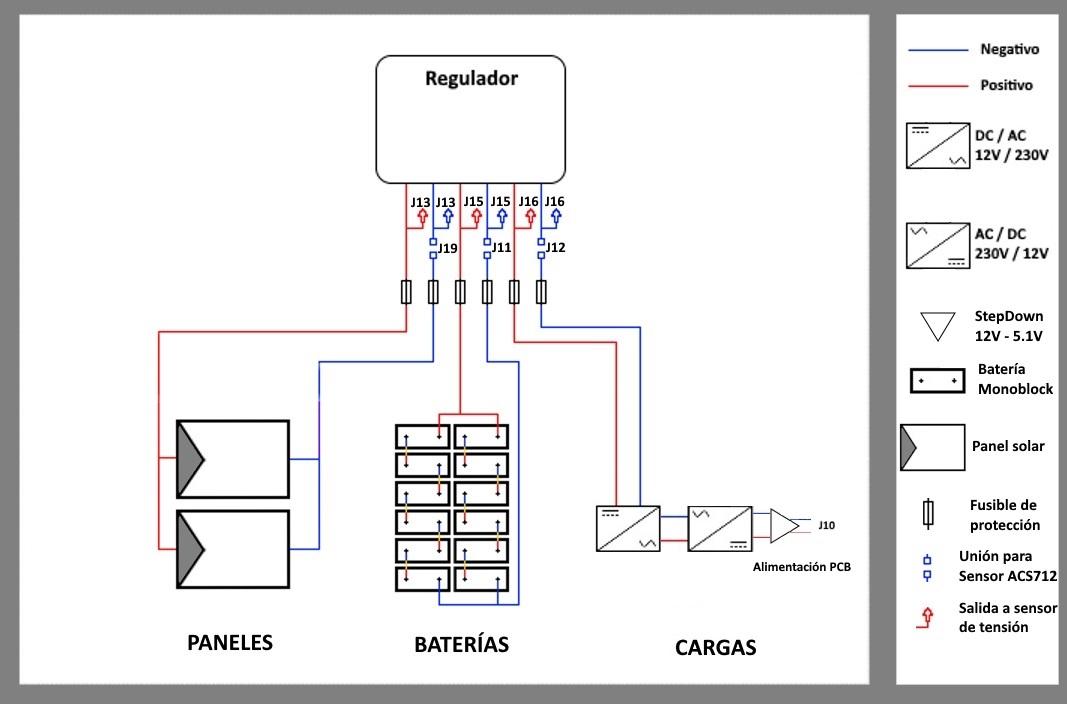 Regulador
J13 J13 J15 J15 J16 J16
J19 J11 J12
J10
Alimentación PCB
PANELES
BATERÍAS
CARGAS
Negativo
Positivo
DC / AC
12V / 230V
AC / DC
230V / 12V
StepDown
12V - 5.1V
Batería
Monoblock
Panel solar
Fusible de
protección
Unión para
Sensor ACS712
Salida a sensor
de tensión